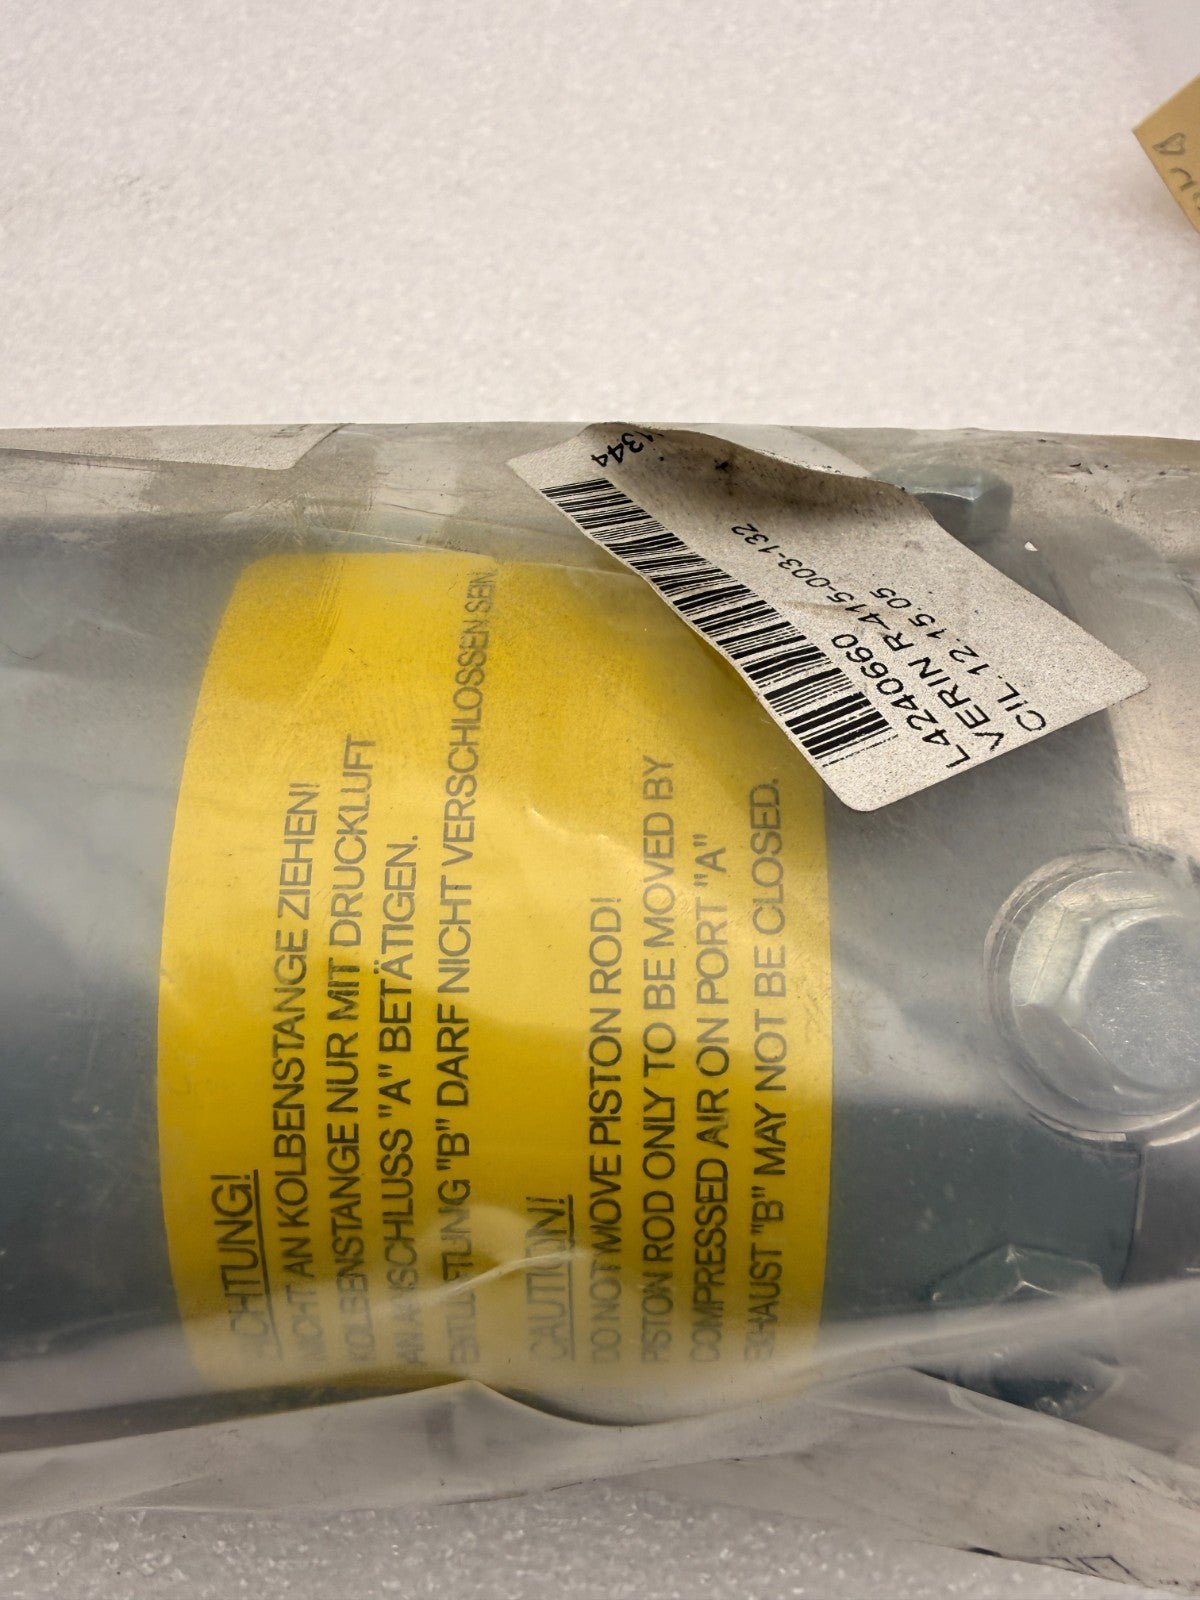 ACHTUNG!
NICHT AN KOLBENSTANGE ZIEHEN!
KOLBENSTANGE NUR MIT DRUCKLUFT
AN ANSCHLUSS "A" BETÄTIGEN.
ENTLÜFTUNG "B" DARF NICHT VERSCHLOSSEN SEIN
CAUTION!
DO NOT MOVE PISTON ROD!
PISTON ROD ONLY TO BE MOVED BY
COMPRESSED AIR ON PORT "A"
EXHAUST "B" MAY NOT BE CLOSED.
1344
L4240660
VERIN R-415-003-132
CIL. 12.15.05